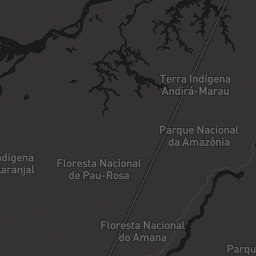 Terra Indígena
Andirá-Marau
Parque Nacional
da Amazônia
ndígena
aranjal
Floresta Nacional
de Pau-Rosa
Floresta Nacional
do Amana
Parqu